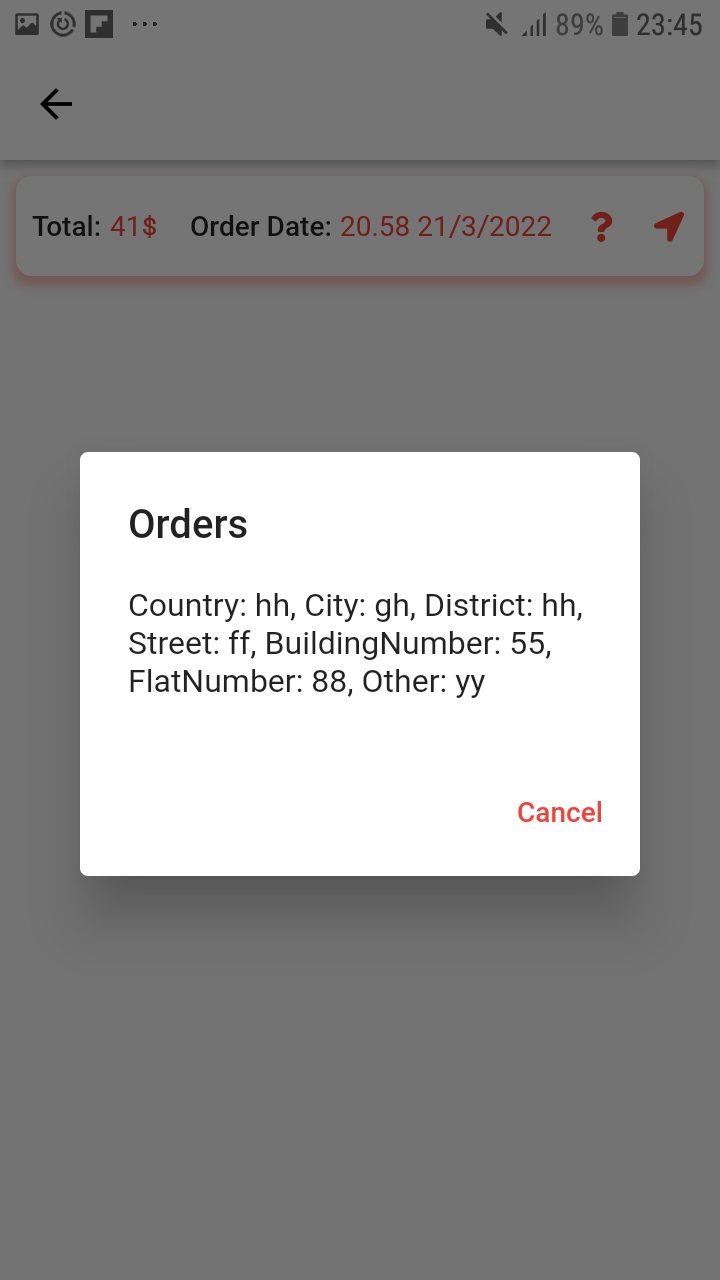 89% 23:45
Total: 41$ Order Date: 20.58 21/3/2022 ?
Orders
Country: hh, City: gh, District: hh,
Street: ff, BuildingNumber: 55,
FlatNumber: 88, Other: yy
Cancel